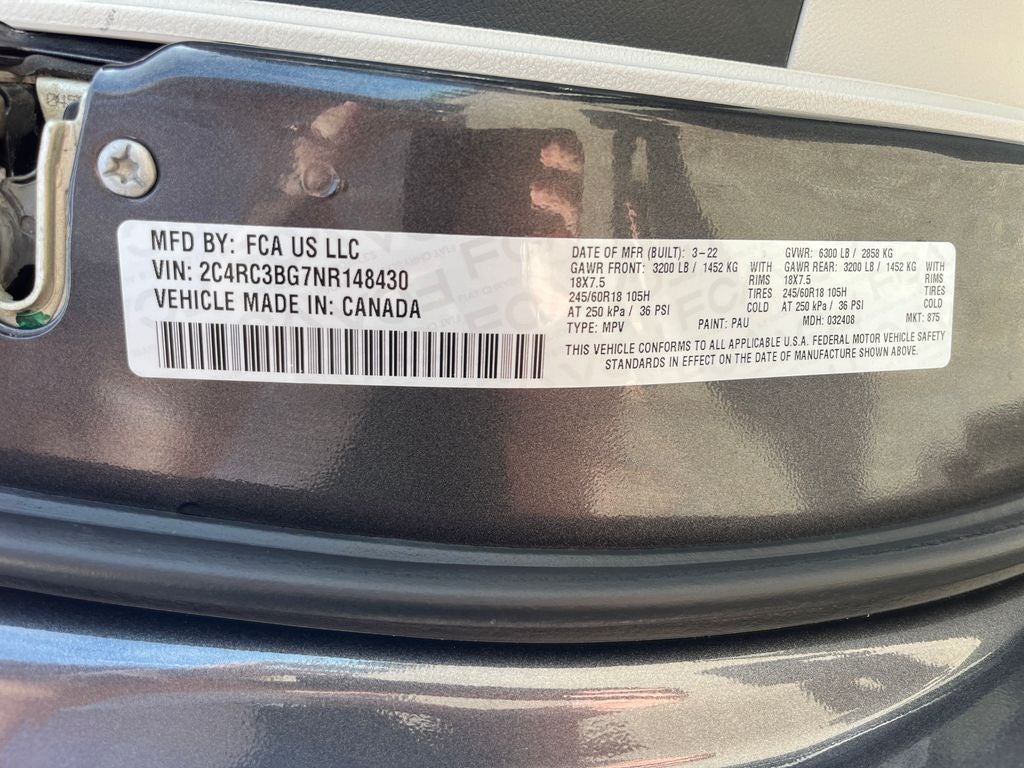 MFD BY: FCA US LLC
VIN: 2C4RC3BG7NR148430
VEHICLE MADE IN: CANADA
DATE OF MFR (BUILT): 3-22 GVWR: 6300 LB / 2858 KG
GAWR FRONT: 3200 LB / 1452 KG WITH GAWR REAR: 3200 LB / 1452 KG WITH
18X7.5 RIMS 18X7.5 RIMS
245/60R18 105H TIRES 245/60R18 105H TIRES
AT 250 kPa / 36 PSI COLD AT 250 kPa / 36 PSI COLD
TYPE: MPV PAINT: PAU MDH: 032408 MKT: 875
THIS VEHICLE CONFORMS TO ALL APPLICABLE U.S.A. FEDERAL MOTOR VEHICLE SAFETY
STANDARDS IN EFFECT ON THE DATE OF MANUFACTURE SHOWN ABOVE.